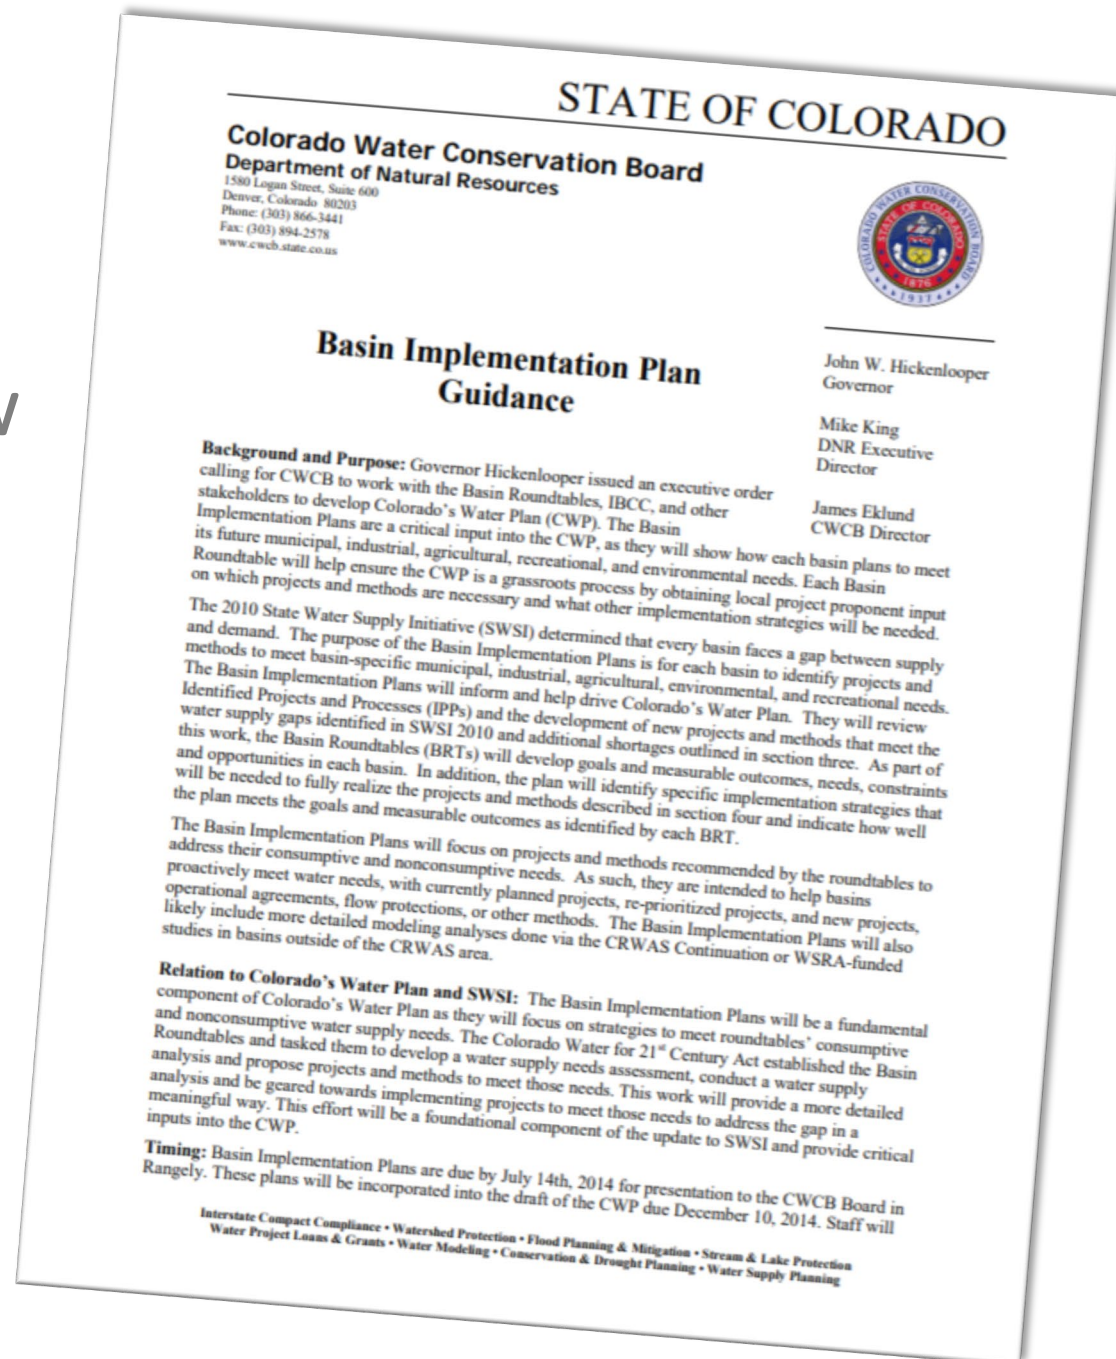 STATE OF COLORADO
Colorado Water Conservation Board
Department of Natural Resources
1580 Logan Street, Suite 600
Denver, Colorado 80203
Phone: (303) 866-3441
Fax: (303) 894-2578
www.cwcb.state.co.us
COLORADO WATER CONSERVATION BOARD
STATE OF COLORADO
1876
1937
John W. Hickenlooper
Governor
Mike King
DNR Executive
Director
James Eklund
CWCB Director
Basin Implementation Plan
Guidance
Background and Purpose: Governor Hickenlooper issued an executive order
calling for CWCB to work with the Basin Roundtables, IBCC, and other
stakeholders to develop Colorado's Water Plan (CWP). The Basin
Implementation Plans are a critical input into the CWP, as they will show how each basin plans to meet
its future municipal, industrial, agricultural, recreational, and environmental needs. Each Basin
Roundtable will help ensure the CWP is a grassroots process by obtaining local project proponent input
on which projects and methods are necessary and what other implementation strategies will be needed.
The 2010 State Water Supply Initiative (SWSI) determined that every basin faces a gap between supply
and demand. The purpose of the Basin Implementation Plans is for each basin to identify projects and
methods to meet basin-specific municipal, industrial, agricultural, environmental, and recreational needs.
The Basin Implementation Plans will inform and help drive Colorado's Water Plan. They will review
Identified Projects and Processes (IPPs) and the development of new projects and methods that meet the
water supply gaps identified in SWSI 2010 and additional shortages outlined in section three. As part of
this work, the Basin Roundtables (BRTs) will develop goals and measurable outcomes, needs, constraints
and opportunities in each basin. In addition, the plan will identify specific implementation strategies that
will be needed to fully realize the projects and methods described in section four and indicate how well
the plan meets the goals and measurable outcomes as identified by each BRT.
The Basin Implementation Plans will focus on projects and methods recommended by the roundtables to
address their consumptive and nonconsumptive needs. As such, they are intended to help basins
proactively meet water needs, with currently planned projects, re-prioritized projects, and new projects,
operational agreements, flow protections, or other methods. The Basin Implementation Plans will also
likely include more detailed modeling analyses done via the CRWAS Continuation or WSRA-funded
studies in basins outside of the CRWAS area.
Relation to Colorado's Water Plan and SWSI: The Basin Implementation Plans will be a fundamental
component of Colorado's Water Plan as they will focus on strategies to meet roundtables' consumptive
and nonconsumptive water supply needs. The Colorado Water for 21st Century Act established the Basin
Roundtables and tasked them to develop a water supply needs assessment, conduct a water supply
analysis and propose projects and methods to meet those needs. This work will provide a more detailed
analysis and be geared towards implementing projects to meet those needs to address the gap in a
meaningful way. This effort will be a foundational component of the update to SWSI and provide critical
inputs into the CWP.
Timing: Basin Implementation Plans are due by July 14th, 2014 for presentation to the CWCB Board in
Rangely. These plans will be incorporated into the draft of the CWP due December 10, 2014. Staff will
Interstate Compact Compliance • Watershed Protection • Flood Planning & Mitigation • Stream & Lake Protection
Water Project Loans & Grants • Water Modeling • Conservation & Drought Planning • Water Supply Planning